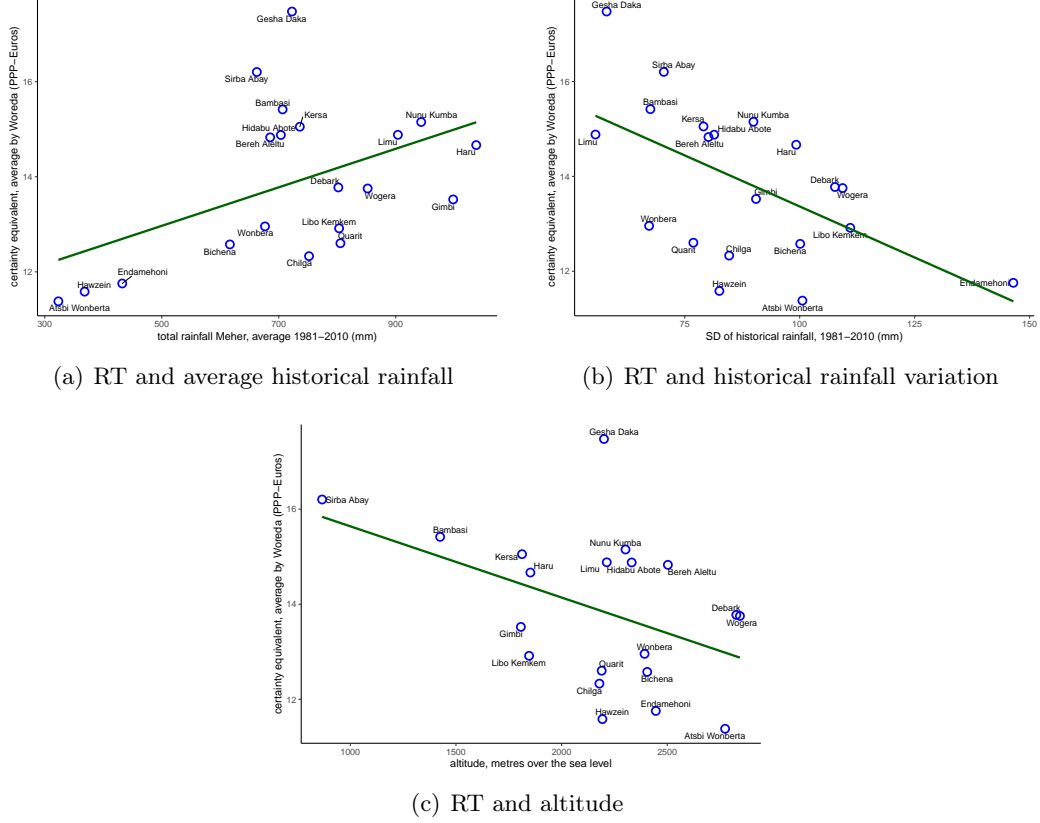 certainty equivalent, average by Woreda (PPP−Euros)
16
14
12
Gesha Daka
Sirba Abay
Bambasi
Kersa
Hidabu Abote
Bereh Aleltu
Nunu Kumba
Limu
Haru
Debark
Wogera
Gimbi
Libo Kemkem
Wonbera
Quarit
Bichena
Chilga
Endamehoni
Hawzein
Atsbi Wonberta
300
500
700
900
total rainfall Meher, average 1981−2010 (mm)
(a) RT and average historical rainfall
certainty equivalent, average by Woreda (PPP−Euros)
16
14
12
Gesha Daka
Sirba Abay
Bambasi
Kersa
Nunu Kumba
Hidabu Abote
Limu
Bereh Aleltu
Haru
Debark
Wogera
Gimbi
Wonbera
Libo Kemkem
Quarit
Chilga
Bichena
Hawzein
Endamehoni
Atsbi Wonberta
75
100
125
150
SD of historical rainfall, 1981−2010 (mm)
(b) RT and historical rainfall variation
certainty equivalent, average by Woreda (PPP−Euros)
16
14
12
Gesha Daka
Sirba Abay
Bambasi
Nunu Kumba
Kersa
Haru
Limu
Hidabu Abote
Bereh Aleltu
Debark
Wogera
Gimbi
Libo Kemkem
Wonbera
Quarit
Bichena
Chilga
Endamehoni
Hawzein
Atsbi Wonberta
1000
1500
2000
2500
altitude, metres over the sea level
(c) RT and altitude